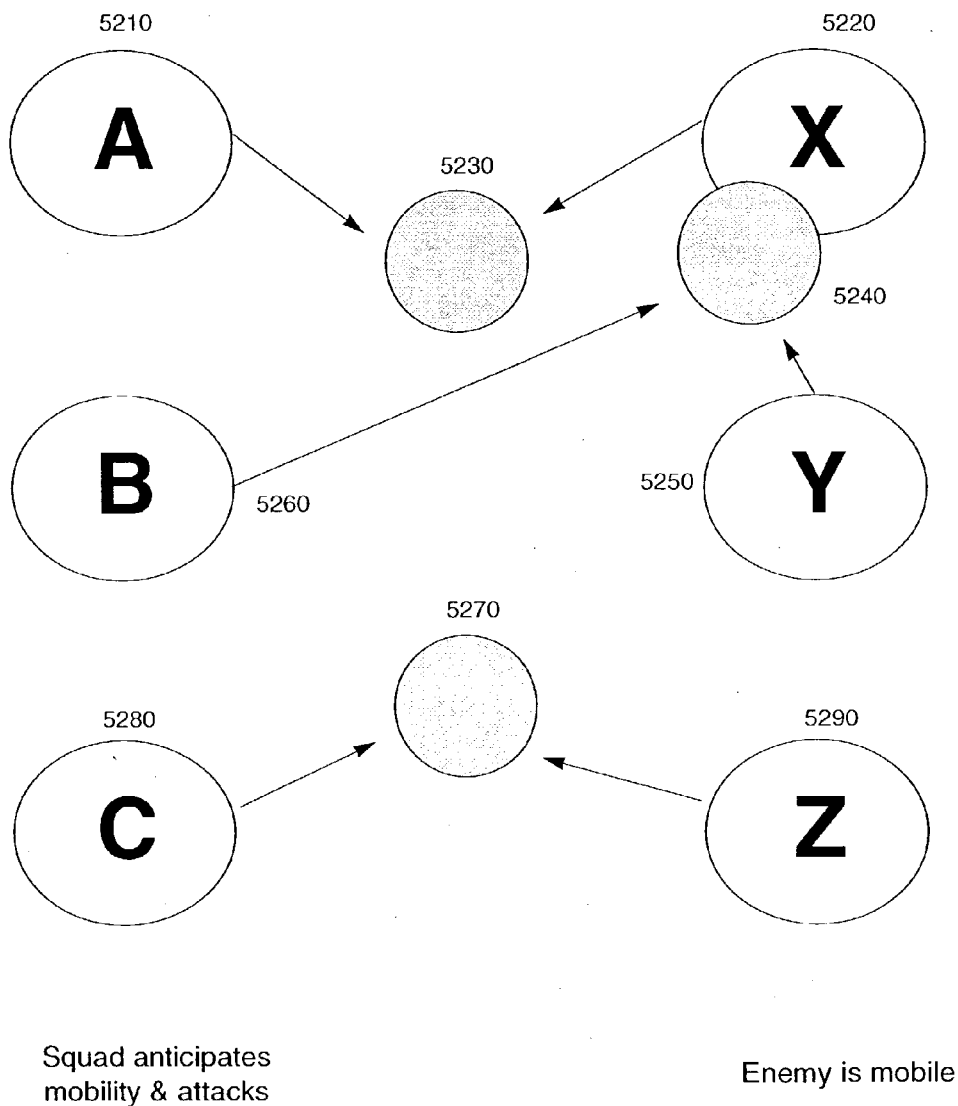 5210
5220
A
X
5230
5240
B
5260
5250
Y
5270
5280
5290
C
Z
Squad anticipates
mobility & attacks
Enemy is mobile